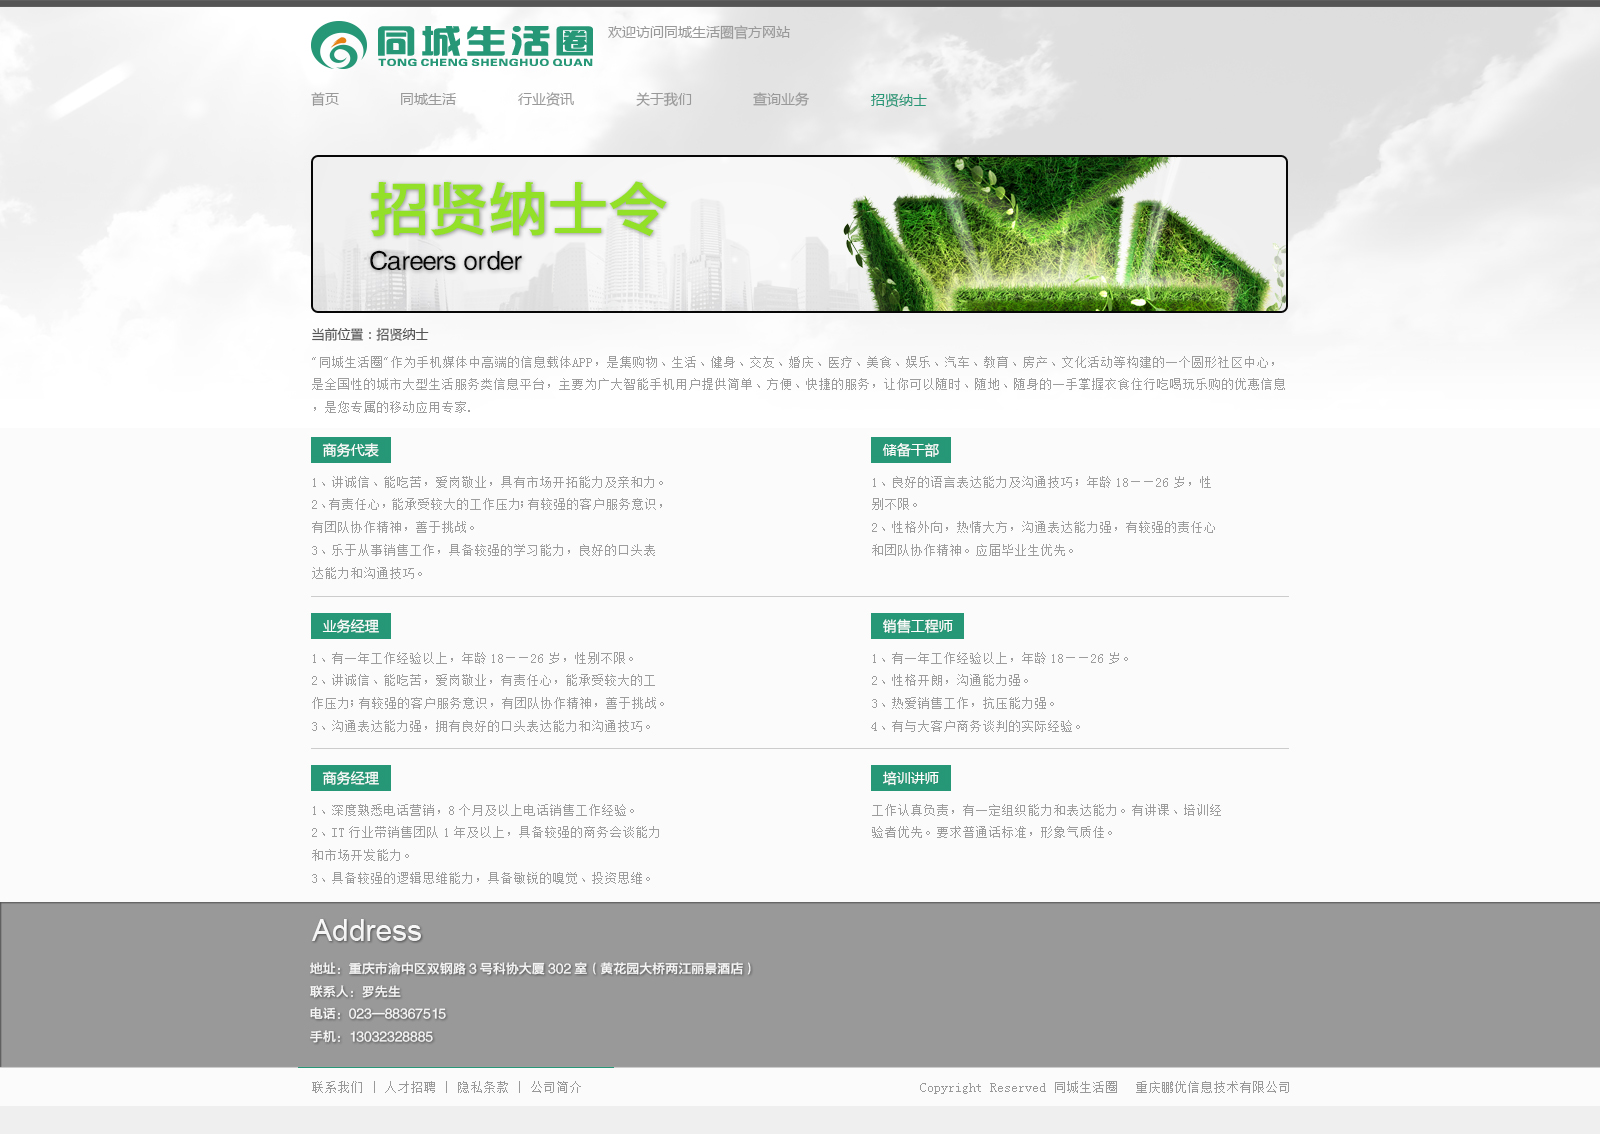 同城生活圈
TONG CHENG SHENGHUO QUAN
欢迎访问同城生活圈官方网站
首页 同城生活 行业资讯 关于我们 查询业务 招贤纳士
招贤纳士令
Careers order
当前位置：招贤纳士
"同城生活圈"作为手机媒体中高端的信息载体APP，是集购物、生活、健身、交友、婚庆、医疗、美食、娱乐、汽车、教育、房产、文化活动等构建的一个圆形社区中心，
是全国性的城市大型生活服务类信息平台，主要为广大智能手机用户提供简单、方便、快捷的服务，让你可以随时、随地、随身的一手掌握衣食住行吃喝玩乐购的优惠信息
，是您专属的移动应用专家.
商务代表
1、讲诚信、能吃苦，爱岗敬业，具有市场开拓能力及亲和力。
2、有责任心，能承受较大的工作压力；有较强的客户服务意识，
有团队协作精神，善于挑战。
3、乐于从事销售工作，具备较强的学习能力，良好的口头表
达能力和沟通技巧。
储备干部
1、良好的语言表达能力及沟通技巧；年龄 18－－26 岁，性
别不限。
2、性格外向，热情大方，沟通表达能力强，有较强的责任心
和团队协作精神。应届毕业生优先。
业务经理
1、有一年工作经验以上，年龄 18－－26 岁，性别不限。
2、讲诚信、能吃苦，爱岗敬业，有责任心，能承受较大的工
作压力；有较强的客户服务意识，有团队协作精神，善于挑战。
3、沟通表达能力强，拥有良好的口头表达能力和沟通技巧。
销售工程师
1、有一年工作经验以上，年龄 18－－26 岁。
2、性格开朗，沟通能力强。
3、热爱销售工作，抗压能力强。
4、有与大客户商务谈判的实际经验。
商务经理
1、深度熟悉电话营销，8 个月及以上电话销售工作经验。
2、IT 行业带销售团队 1 年及以上，具备较强的商务会谈能力
和市场开发能力。
3、具备较强的逻辑思维能力，具备敏锐的嗅觉、投资思维。
培训讲师
工作认真负责，有一定组织能力和表达能力。有讲课、培训经
验者优先。要求普通话标准，形象气质佳。
Address
地址：重庆市渝中区双钢路 3 号科协大厦 302 室（黄花园大桥两江丽景酒店）
联系人：罗先生
电话：023—88367515
手机：13032328885
联系我们 | 人才招聘 | 隐私条款 | 公司简介
Copyright Reserved 同城生活圈 重庆鹏优信息技术有限公司